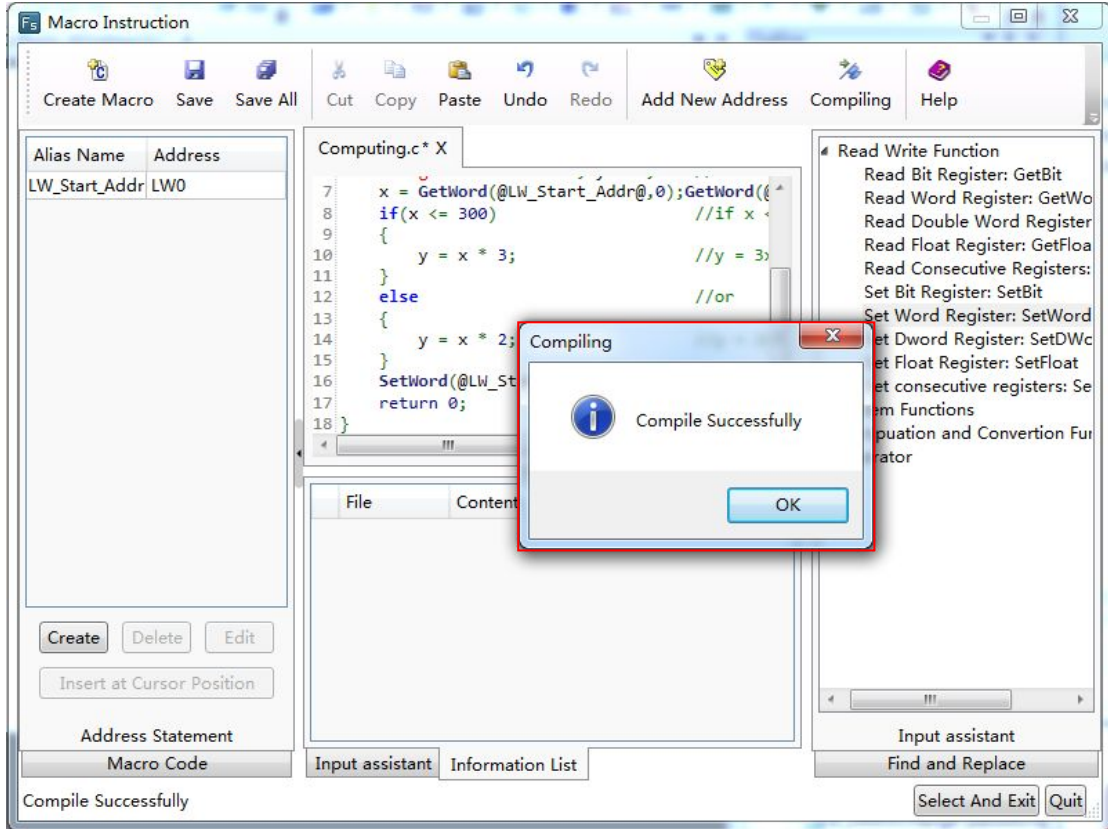 Fs Macro Instruction
Create Macro Save Save All Cut Copy Paste Undo Redo Add New Address Compiling Help
Alias Name Address
LW_Start_Addr LW0
Create Delete Edit
Insert at Cursor Position
Address Statement
Macro Code
Computing.c* X
7 x = GetWord(@LW_Start_Addr@,0);GetWord(@
8 if(x <= 300) //if x <
9 {
10 y = x * 3; //y = 3x
11 }
12 else //or
13 {
14 y = x * 2;
15 }
16 SetWord(@LW_St
17 return 0;
18 }
File Content
Input assistant Information List
Compiling
Compile Successfully
OK
Read Write Function
Read Bit Register: GetBit
Read Word Register: GetWo
Read Double Word Register
Read Float Register: GetFloa
Read Consecutive Registers:
Set Bit Register: SetBit
Set Word Register: SetWord
et Dword Register: SetDWo
et Float Register: SetFloat
et consecutive registers: Se
em Functions
puation and Convertion Fun
rator
Input assistant
Find and Replace
Compile Successfully
Select And Exit Quit